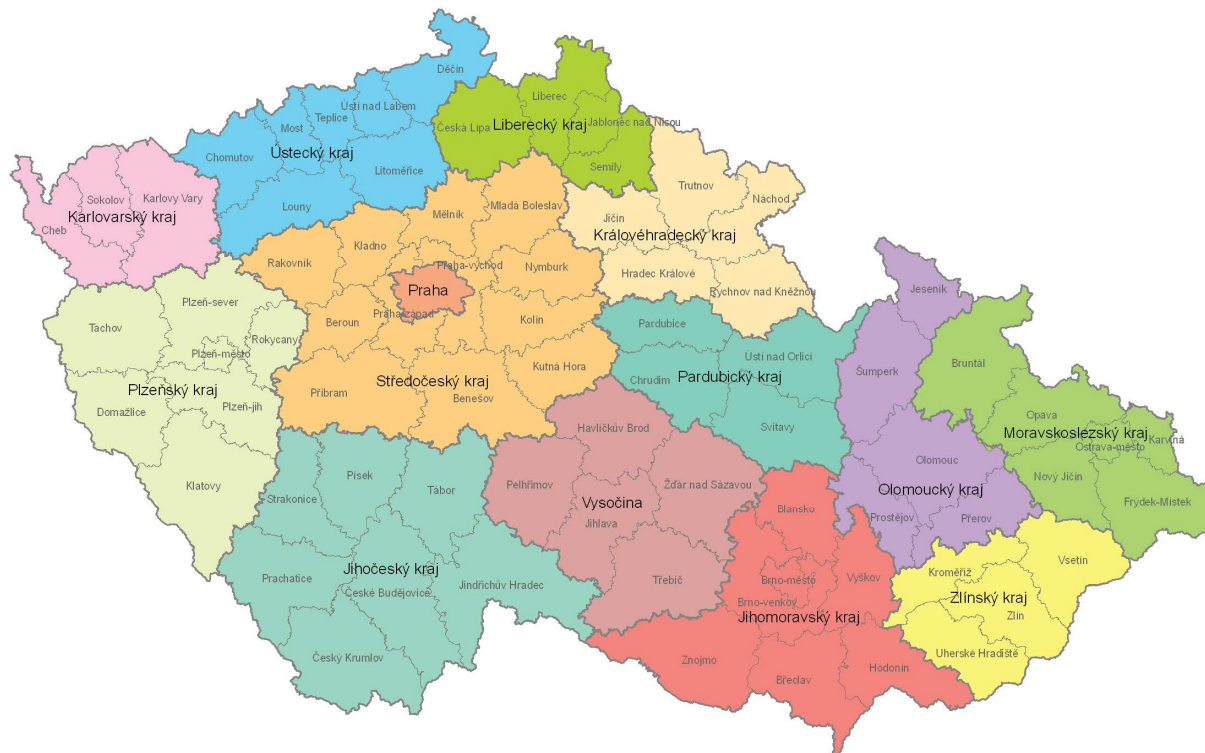 Děčín
Ústí nad Labem
Teplice
Most
Chomutov
Ústecký kraj
Litoměřice
Louny
Liberec
Česká Lípa
Liberecký kraj
Jablonec nad Nisou
Semily
Sokolov
Karlovy Vary
Karlovarský kraj
Cheb
Trutnov
Náchod
Jičín
Královéhradecký kraj
Hradec Králové
Rychnov nad Kněžnou
Mělník
Mladá Boleslav
Kladno
Rakovník
Praha-východ
Nymburk
Praha
Praha-západ
Beroun
Kolín
Kutná Hora
Středočeský kraj
Příbram
Benešov
Plzeň-sever
Tachov
Rokycany
Plzeň-město
Plzeňský kraj
Domažlice
Plzeň-jih
Klatovy
Pardubice
Ústí nad Orlicí
Chrudim
Pardubický kraj
Svitavy
Jeseník
Šumperk
Olomouc
Olomoucký kraj
Prostějov
Přerov
Bruntál
Opava
Moravskoslezský kraj
Ostrava-město
Karviná
Nový Jičín
Frýdek-Místek
Havlíčkův Brod
Pelhřimov
Žďár nad Sázavou
Vysočina
Jihlava
Třebíč
Písek
Tábor
Strakonice
Prachatice
Jihočeský kraj
Jindřichův Hradec
České Budějovice
Český Krumlov
Blansko
Brno-město
Vyškov
Brno-venkov
Jihomoravský kraj
Znojmo
Břeclav
Hodonín
Vsetín
Kroměříž
Zlínský kraj
Zlín
Uherské Hradiště